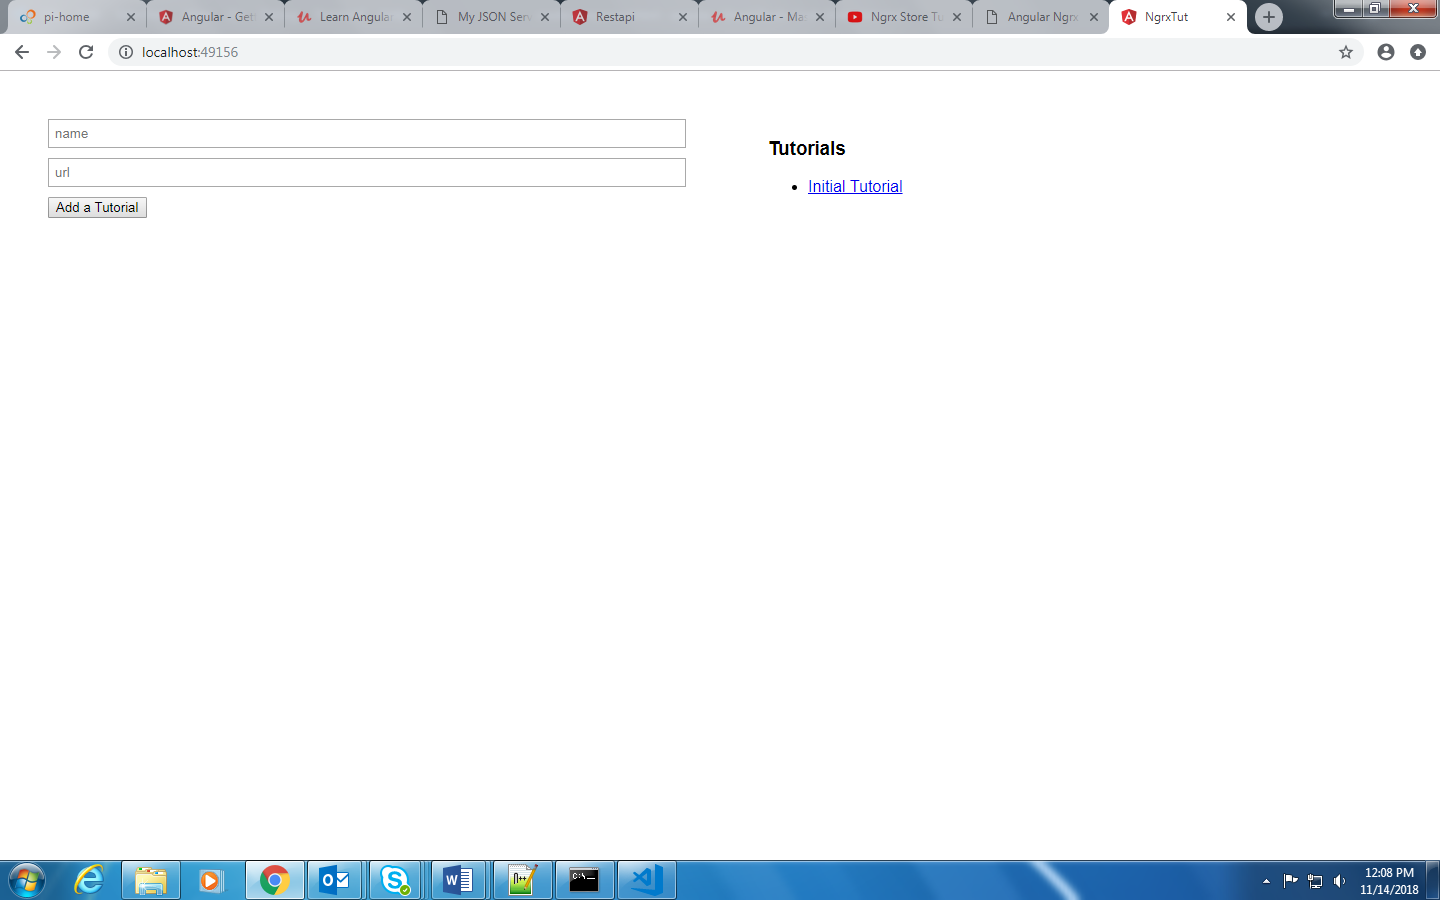 pi-home
Angular - Get
Learn Angular
My JSON Serv
Restapi
Angular - Mas
Ngrx Store Tu
Angular Ngrx
NgrxTut
localhost:49156
name
url
Add a Tutorial
Tutorials
Initial Tutorial
12:08 PM
11/14/2018